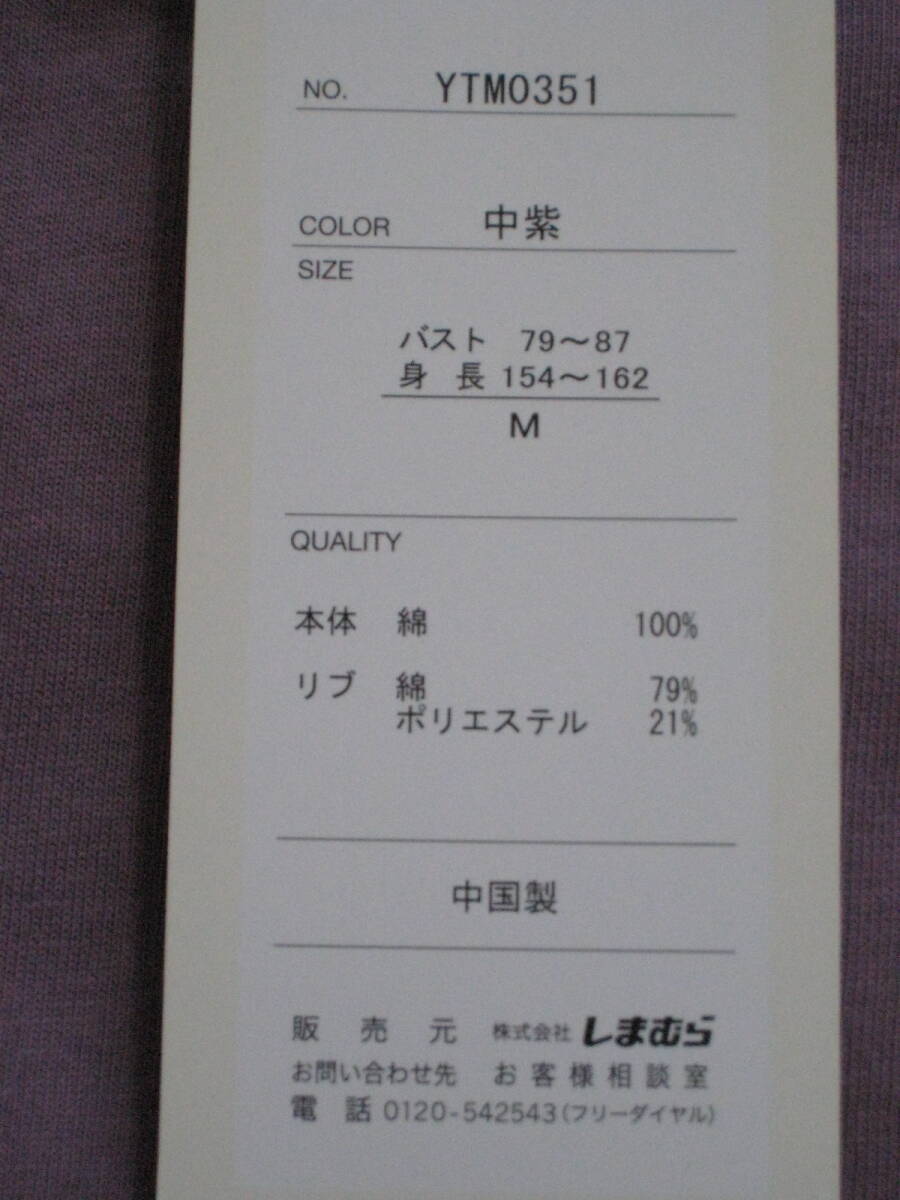 NO. YTM0351
COLOR 中紫
SIZE
バスト 79～87
身 長 154～162
M
QUALITY
本体 綿 100%
リブ 綿 79%
ポリエステル 21%
中国製
販 売 元 株式会社 しまむら
お問い合わせ先 お客様相談室
電 話 0120-542543(フリーダイヤル)